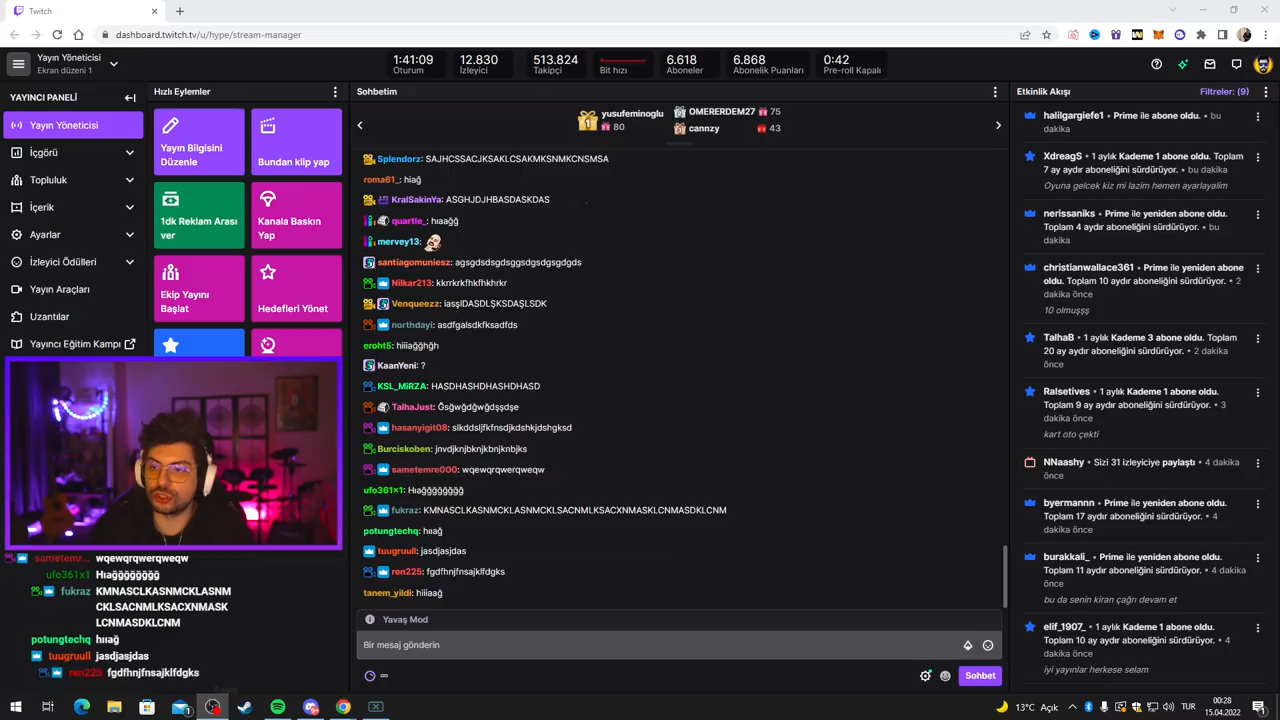 Twitch
dashboard.twitch.tv/u/hype/stream-manager
Yayın Yöneticisi
Ekran düzeni 1
1:41:09
Oturum
12.830
İzleyici
513.824
Takipçi
Bit hızı
6.618
Aboneler
6.868
Abonelik Puanları
0:42
Pre-roll Kapalı
YAYINCI PANELİ
Yayın Yöneticisi
İçgörü
Topluluk
İçerik
Ayarlar
İzleyici Ödülleri
Yayın Araçları
Uzantılar
Yayıncı Eğitim Kampı
Hızlı Eylemler
Yayın Bilgisini
Düzenle
Bundan klip yap
1dk Reklam Arası
ver
Kanala Baskın
Yap
Ekip Yayını
Başlat
Hedefleri Yönet
Sohbetim
1
yusufeminoglu
80
OMERERDEM27 75
cannzy 43
Splendorz: SAJHCSSACJKSAKLCSAKMKSNMKCNSMSA
roma61_: hiağ
KralSakinYa: ASGHJDJHBASDASKDAS
quartie_: hıaağğ
mervey13:
santiagomuniesz: agsgdsdsgdsggsdgsdgsgdgds
Nilkar213: kkrrkrkfhkfhkhrkr
Venqueezz: iasşlDASDLŞKSDAŞLSDK
northdayi: asdfgalsdkfksadfds
eroht5: hiiiağğhğh
KaanYeni: ?
KSL_MiRZA: HASDHASHDHASHDHASD
TalhaJust: Ğsğwğdğwğdşşdşe
hasanyigit08: slkddsljfkfnsdjkdshkjdshgksd
Burciskoben: jnvdjknjbknjkbnjknbjks
sametemre000: wqewqrqwerqweqw
ufo361x1: Hıağğğğğğğğ
fukraz: KMNASCLKASNMCKLASNMCKLSACNMLKSACXNMASKLCNMASDKLCNM
potungtechq: hııağ
tuugruull: jasdjasjdas
ren225: fgdfhnjfnsajklfdgks
tanem_yildi: hiiiaağ
Yavaş Mod
Bir mesaj gönderin
∞
Sohbet
Etkinlik Akışı
Filtreler: (9)
halilgargiefe1 • Prime ile abone oldu. • bu
dakika
XdreagS • 1 aylık Kademe 1 abone oldu. Toplam
7 ay aydır aboneliğini sürdürüyor. • bu dakika
Oyuna gelcek kiz mi lazim hemen ayarlayalim
nerissaniks • Prime ile yeniden abone oldu.
Toplam 4 aydır aboneliğini sürdürüyor. • bu
dakika
christianwallace361 • Prime ile yeniden abone
oldu. Toplam 10 aydır aboneliğini sürdürüyor. • 2
dakika önce
10 olmuşşş
TalhaB • 1 aylık Kademe 3 abone oldu. Toplam
20 ay aydır aboneliğini sürdürüyor. • 2 dakika
önce
Ralsetives • 1 aylık Kademe 1 abone oldu.
Toplam 9 ay aydır aboneliğini sürdürüyor. • 3
dakika önce
kart oto çekti
NNaashy • Sizi 31 izleyiciye paylaştı • 4 dakika
önce
byermannn • Prime ile yeniden abone oldu.
Toplam 17 aydır aboneliğini sürdürüyor. • 4
dakika önce
burakkali_ • Prime ile yeniden abone oldu.
Toplam 11 aydır aboneliğini sürdürüyor. • 4 dakika
önce
bu da senin kiran çağrı devam et
elif_1907_ • 1 aylık Kademe 1 abone oldu.
Toplam 10 ay aydır aboneliğini sürdürüyor. • 4
dakika önce
iyi yayınlar herkese selam
sametemr... wqewqrqwerqweqw
ufo361x1 Hıağğğğğğğğ
fukraz KMNASCLKASNMCKLASNM
CKLSACNMLKSACXNMASK
LCNMASDKLCNM
potungtechq hııağ
tuugruull jasdjasjdas
ren225 fgdfhnjfnsajklfdgks
13°C Açık
TUR
00:28
15.04.2022